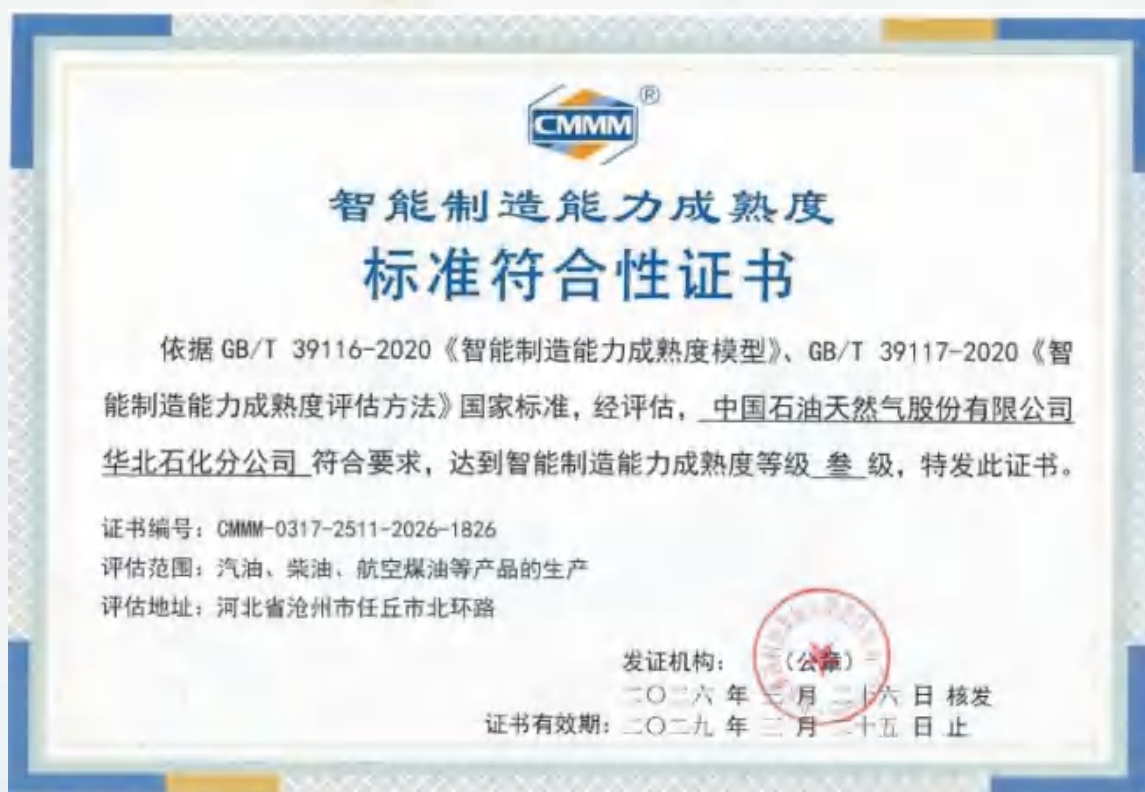 CMMM®
智能制造能力成熟度
标准符合性证书
依据 GB/T 39116-2020《智能制造能力成熟度模型》、GB/T 39117-2020《智
能制造能力成熟度评估方法》国家标准，经评估，中国石油天然气股份有限公司
华北石化分公司 符合要求，达到智能制造能力成熟度等级 叁 级，特发此证书。
证书编号：CMMM-0317-2511-2026-1826
评估范围：汽油、柴油、航空煤油等产品的生产
评估地址：河北省沧州市任丘市北环路
发证机构：（公章）
二〇二六 年 月 二十六 日 核发
证书有效期：二〇二九 年 月 二十五 日 止